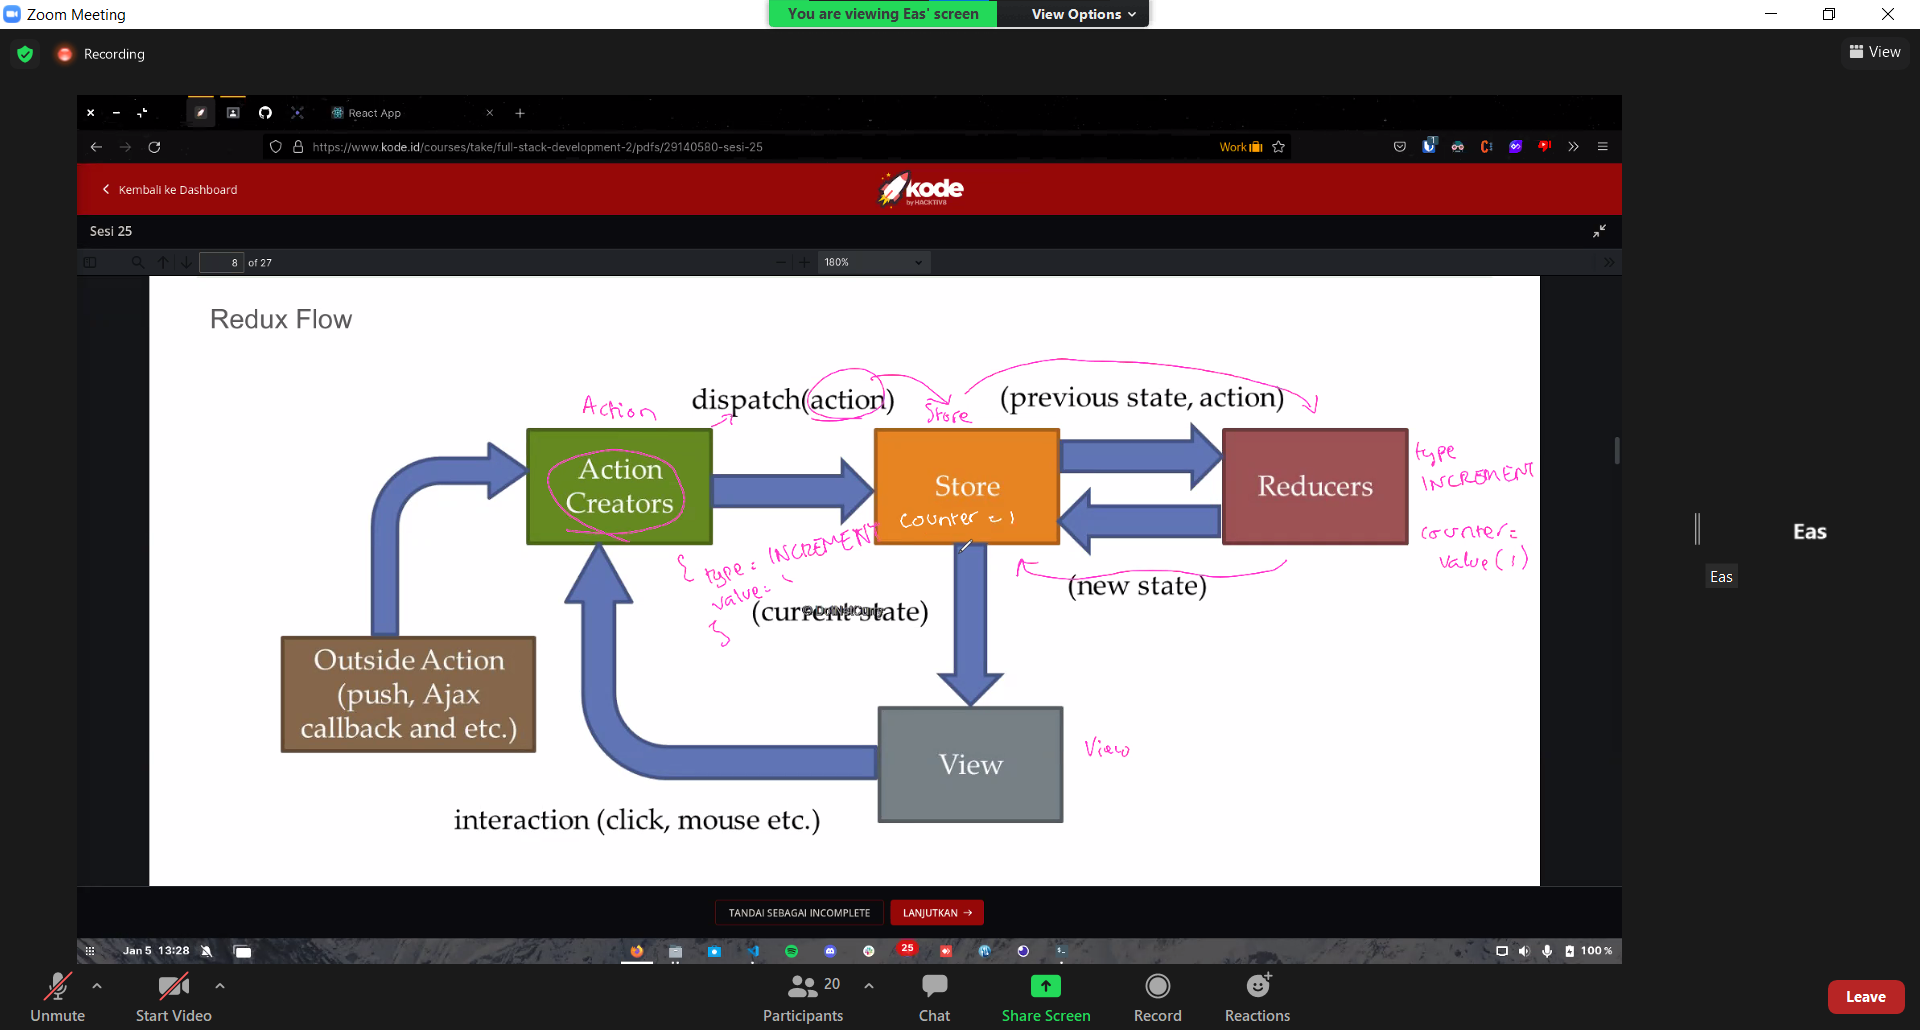 Zoom Meeting
You are viewing Eas' screen
View Options
Recording
View
React App
https://www.kode.id/courses/take/full-stack-development-2/pdfs/29140580-sesi-25
Work
Kembali ke Dashboard
kode
by HACKTIV8
Sesi 25
8 of 27
180%
Redux Flow
Action
dispatch(action)
Store
(previous state, action)
Action
Creators
Store
counter = 1
Reducers
type
INCREMENT
counter =
value (1)
{ type = INCREMENT
value =
}
(current state)
© DotNetCurry
(new state)
Outside Action
(push, Ajax
callback and etc.)
View
View
interaction (click, mouse etc.)
Eas
Eas
TANDAI SEBAGAI INCOMPLETE
LANJUTKAN →
Jan 5 13:28
25
100 %
Unmute
Start Video
20
Participants
Chat
Share Screen
Record
Reactions
Leave